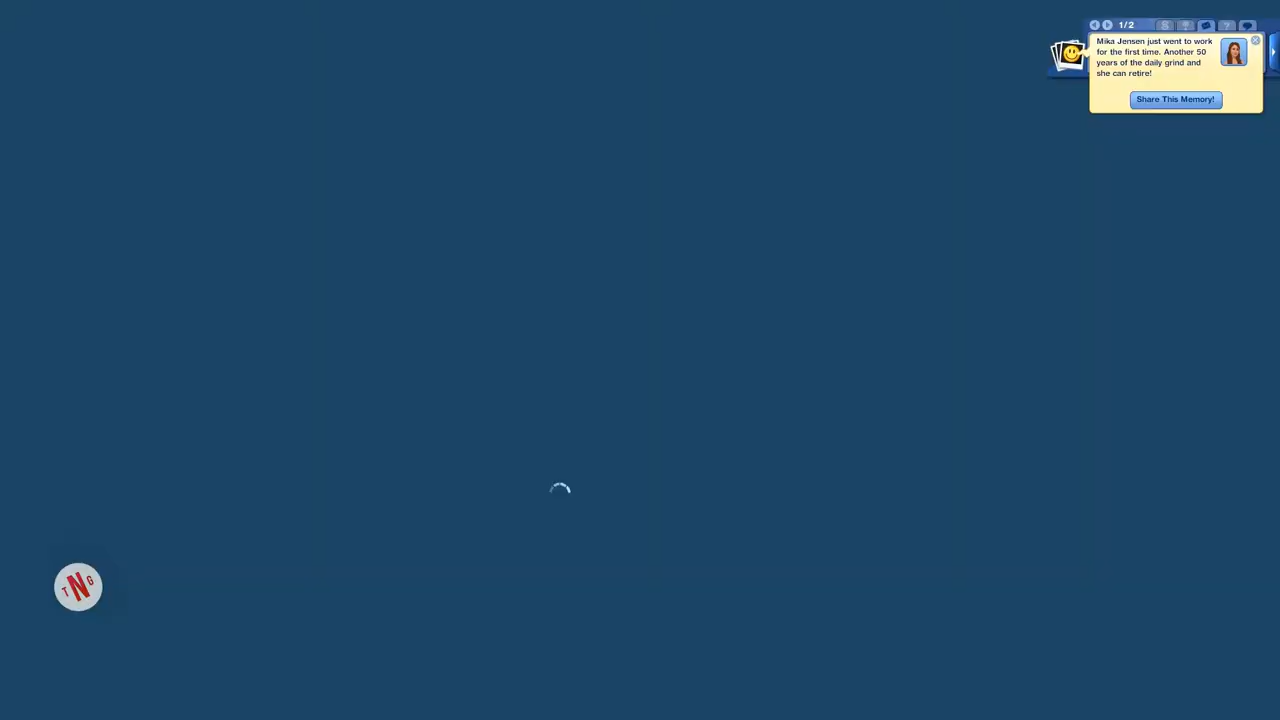 1/2
Mika Jensen just went to work
for the first time. Another 50
years of the daily grind and
she can retire!
Share This Memory!
TNG